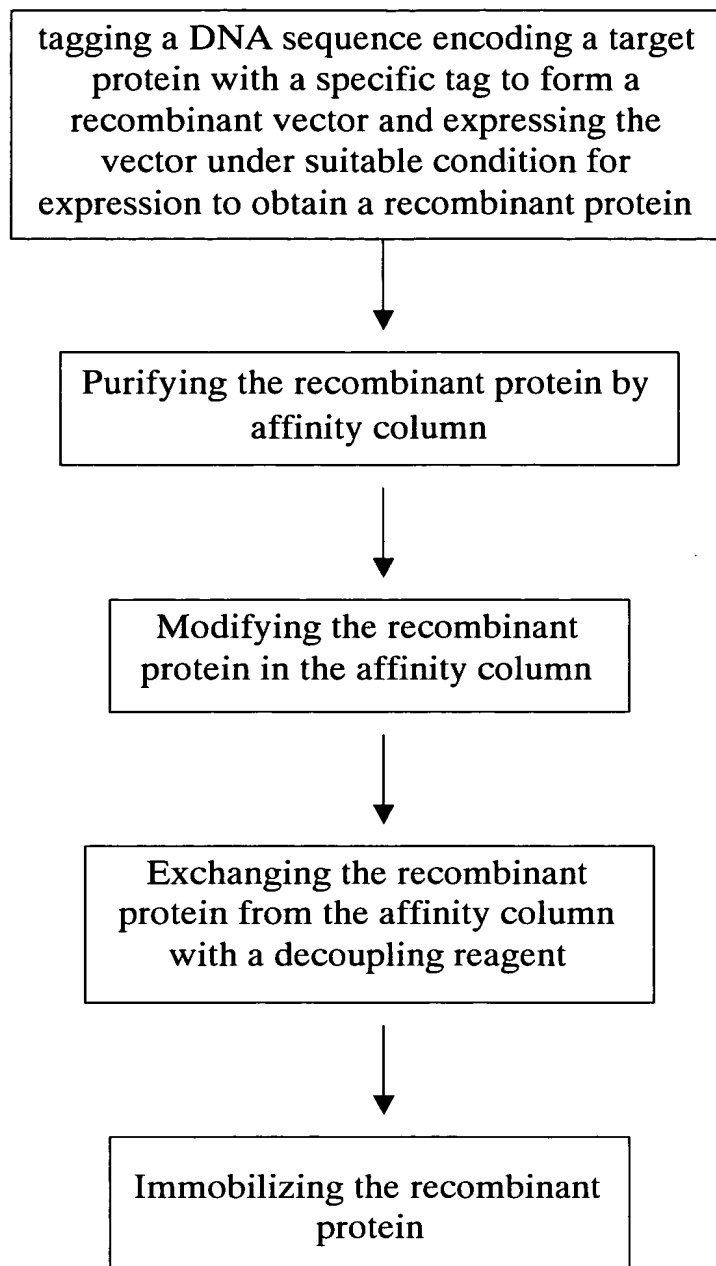 tagging a DNA sequence encoding a target
protein with a specific tag to form a
recombinant vector and expressing the
vector under suitable condition for
expression to obtain a recombinant protein
Purifying the recombinant protein by
affinity column
Modifying the recombinant
protein in the affinity column
Exchanging the recombinant
protein from the affinity column
with a decoupling reagent
Immobilizing the recombinant
protein